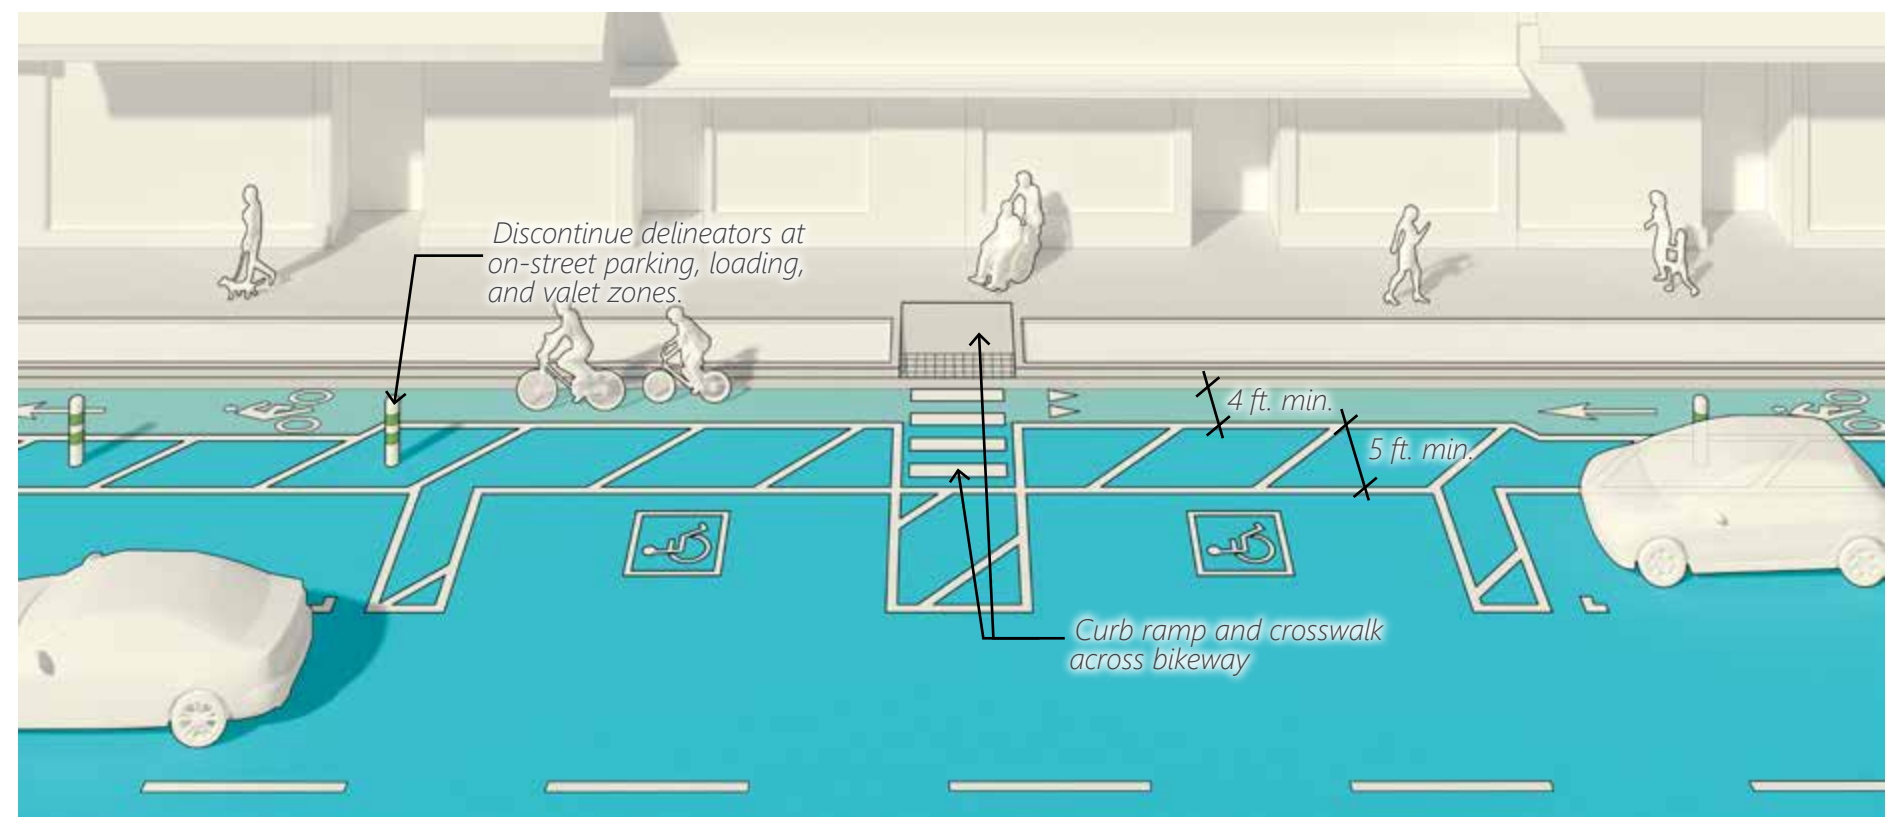 Discontinue delineators at
on-street parking, loading,
and valet zones.
4 ft. min.
5 ft. min.
Curb ramp and crosswalk
across bikeway